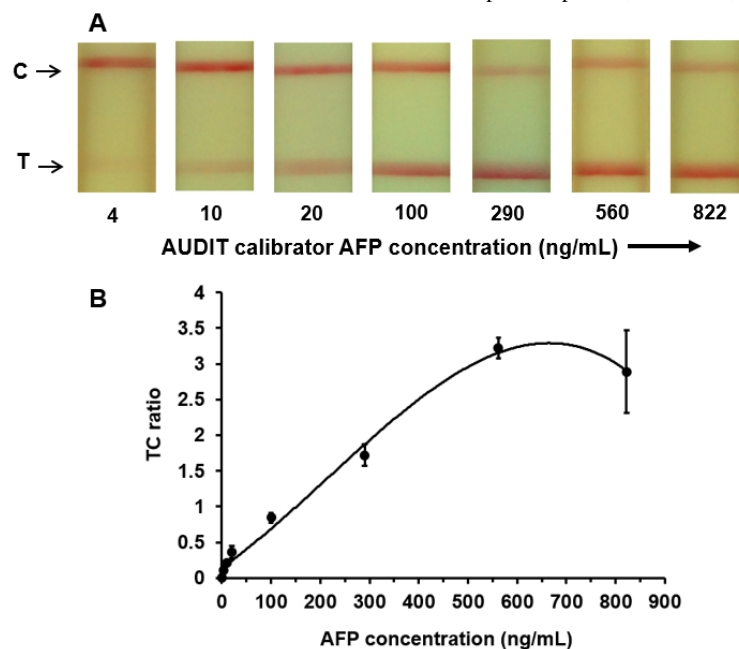 A
C →
T →
4 10 20 100 290 560 822
AUDIT calibrator AFP concentration (ng/mL) →
B
4
3.5
3
2.5
2
1.5
1
0.5
0
TC ratio
0 100 200 300 400 500 600 700 800 900
AFP concentration (ng/mL)